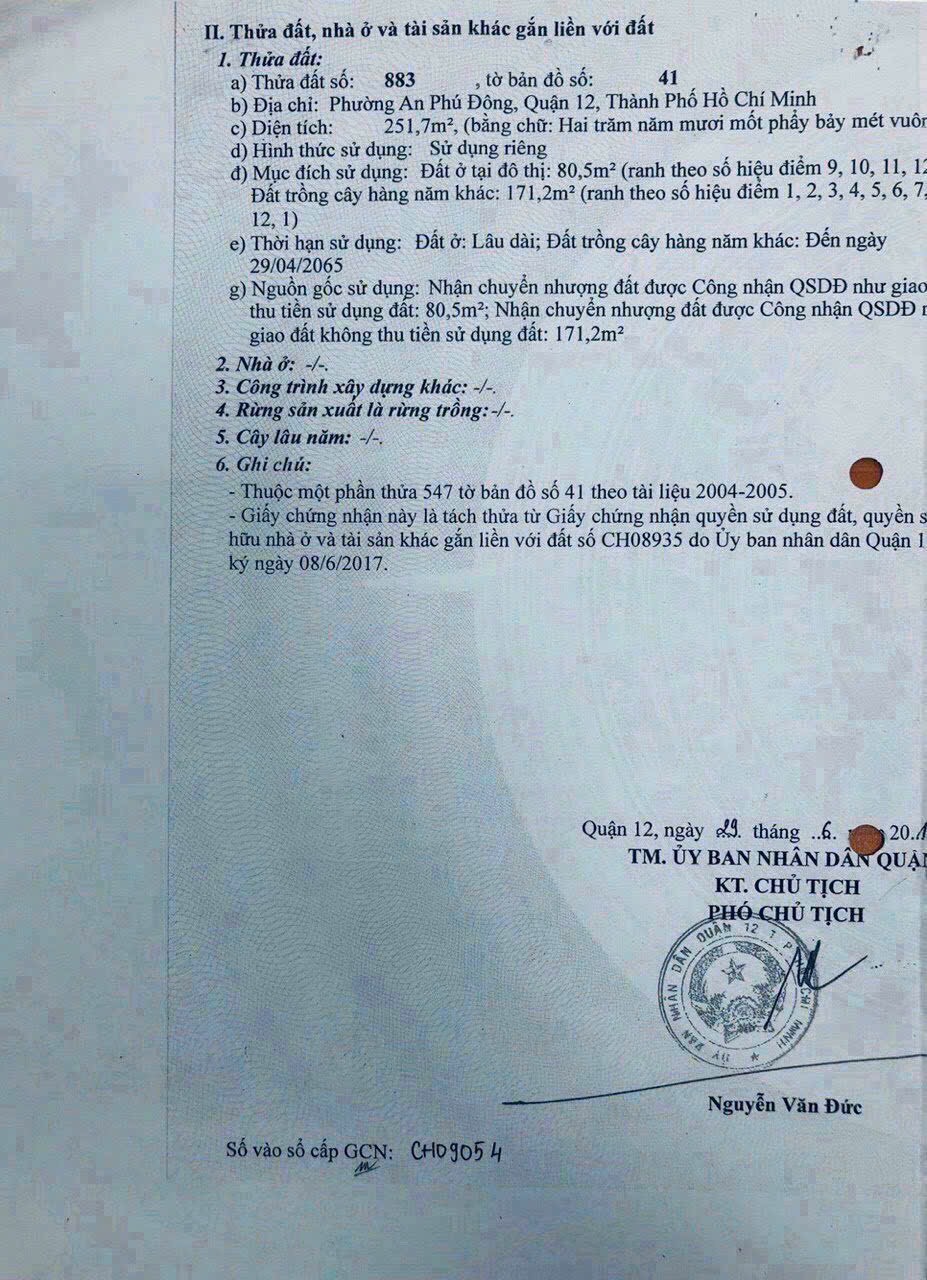 II. Thửa đất, nhà ở và tài sản khác gắn liền với đất
1. Thửa đất:
a) Thửa đất số: 883 , tờ bản đồ số: 41
b) Địa chỉ: Phường An Phú Đông, Quận 12, Thành Phố Hồ Chí Minh
c) Diện tích: 251,7m², (bằng chữ: Hai trăm năm mươi mốt phẩy bảy mét vuôn
d) Hình thức sử dụng: Sử dụng riêng
đ) Mục đích sử dụng: Đất ở tại đô thị: 80,5m² (ranh theo số hiệu điểm 9, 10, 11, 12
Đất trồng cây hàng năm khác: 171,2m² (ranh theo số hiệu điểm 1, 2, 3, 4, 5, 6, 7,
12, 1)
e) Thời hạn sử dụng: Đất ở: Lâu dài; Đất trồng cây hàng năm khác: Đến ngày
29/04/2065
g) Nguồn gốc sử dụng: Nhận chuyển nhượng đất được Công nhận QSDĐ như giao
thu tiền sử dụng đất: 80,5m²; Nhận chuyển nhượng đất được Công nhận QSDĐ n
giao đất không thu tiền sử dụng đất: 171,2m²
2. Nhà ở: -/-.
3. Công trình xây dựng khác: -/-.
4. Rừng sản xuất là rừng trồng:-/-.
5. Cây lâu năm: -/-.
6. Ghi chú:
- Thuộc một phần thửa 547 tờ bản đồ số 41 theo tài liệu 2004-2005.
- Giấy chứng nhận này là tách thửa từ Giấy chứng nhận quyền sử dụng đất, quyền s
hữu nhà ở và tài sản khác gắn liền với đất số CH08935 do Ủy ban nhân dân Quận 1
ký ngày 08/6/2017.
Quận 12, ngày 29. tháng ..6. 20.1
TM. ỦY BAN NHÂN DÂN QUẬN
KT. CHỦ TỊCH
PHÓ CHỦ TỊCH
ỦY BAN NHÂN DÂN QUẬN 12 T.P CHÍ MINH
Nguyễn Văn Đức
Số vào sổ cấp GCN: CH09054